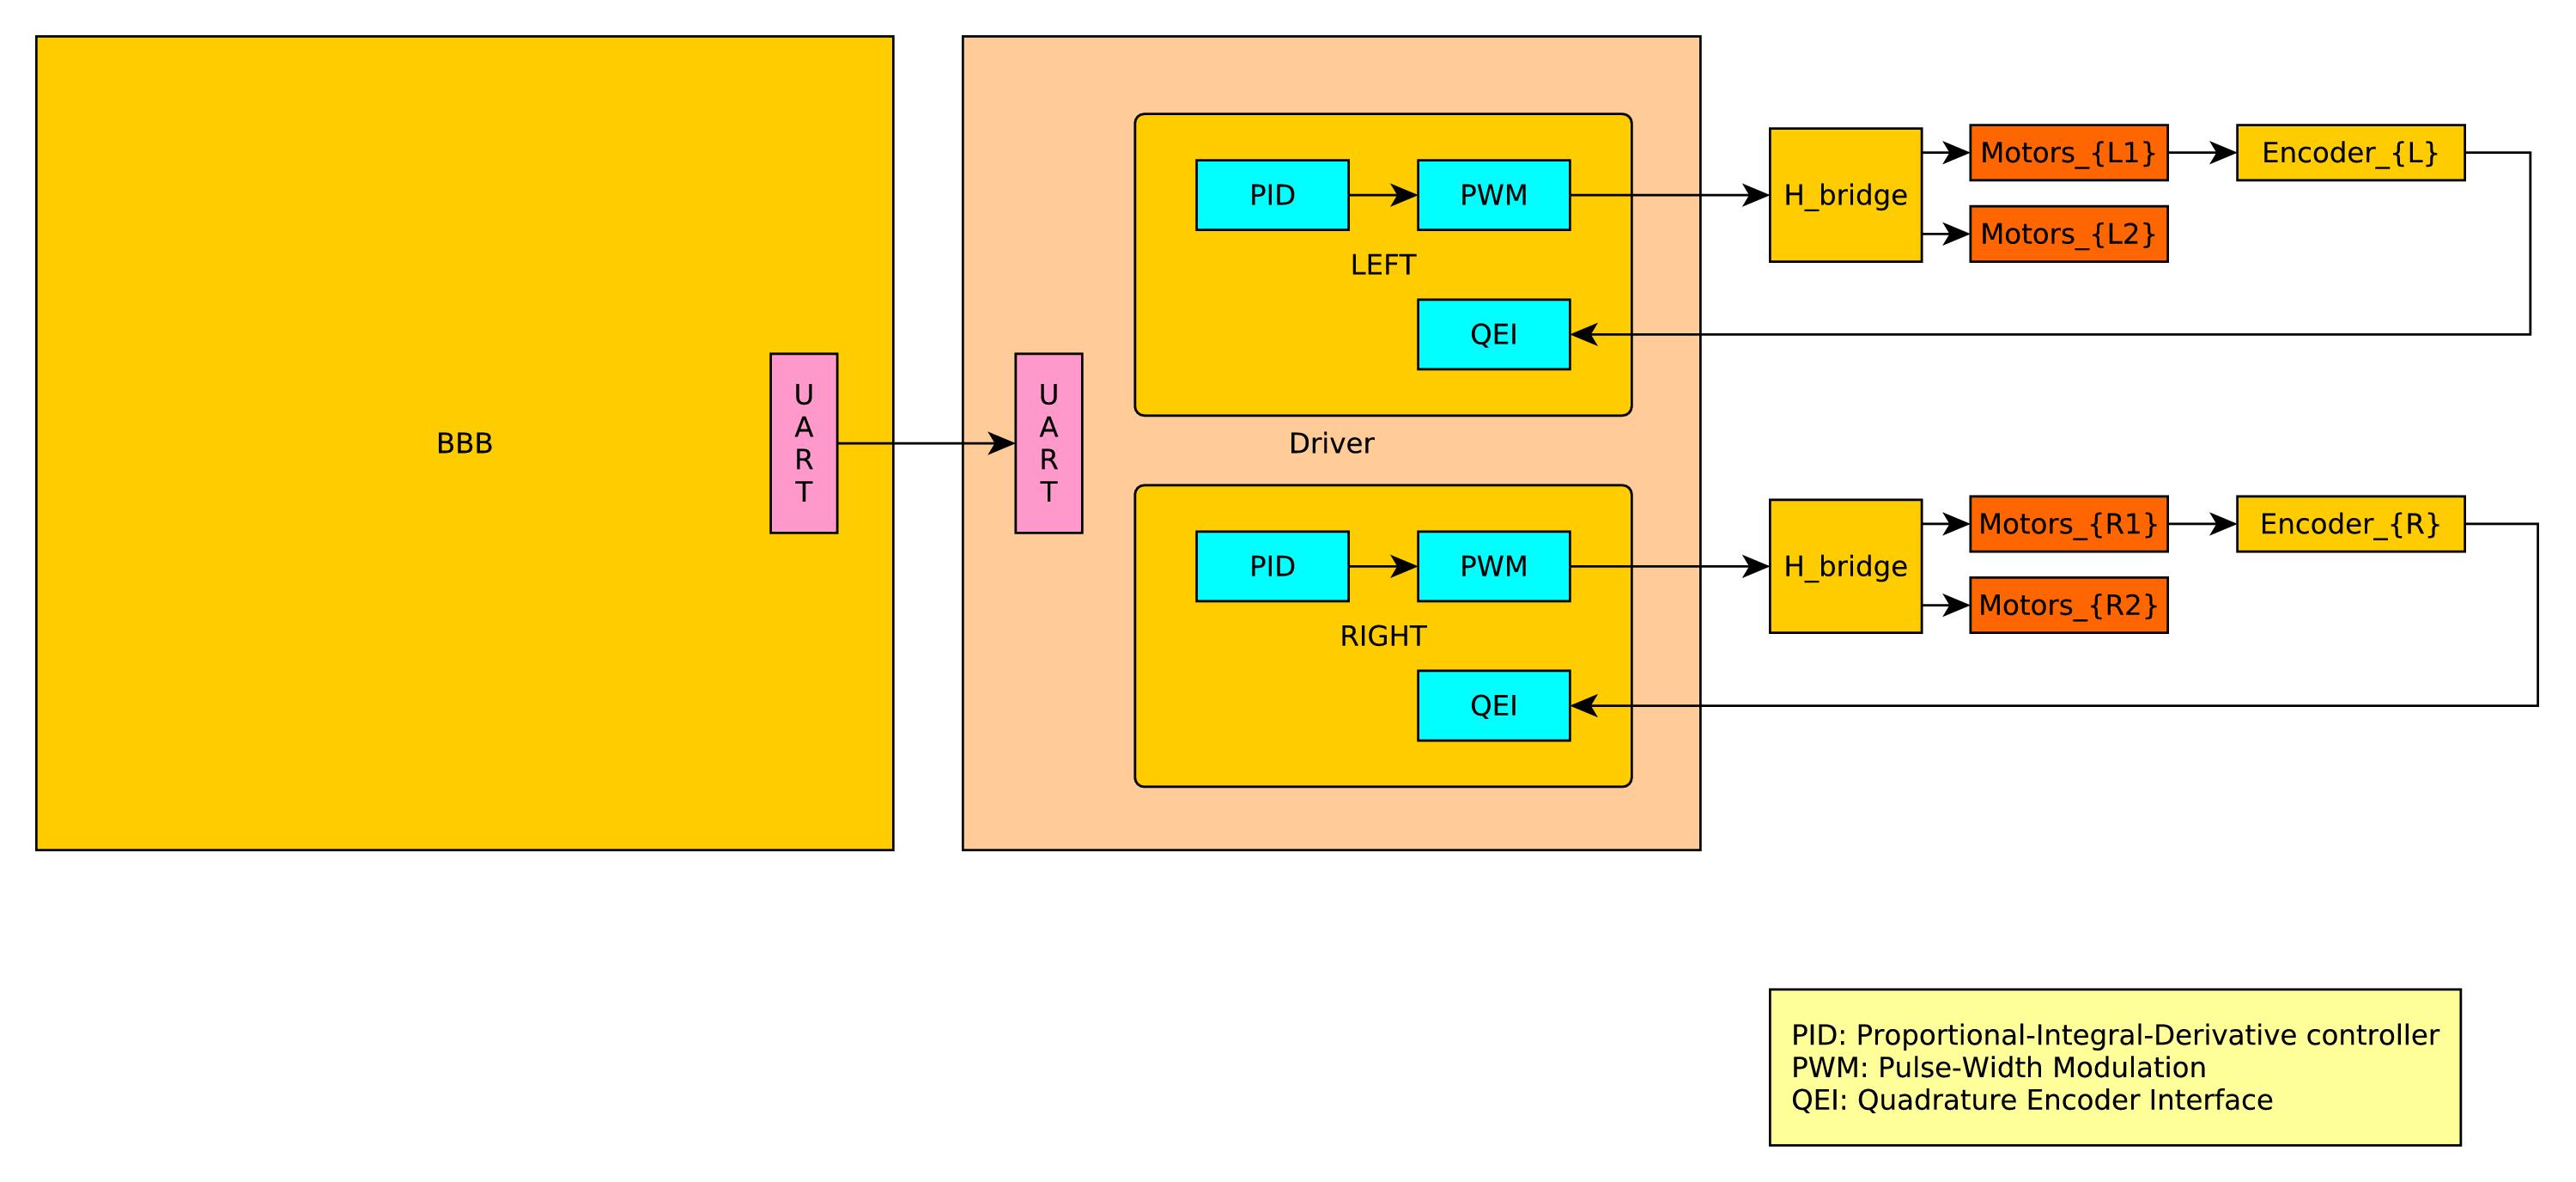 BBB
U
A
R
T
U
A
R
T
Driver
PID
PWM
LEFT
QEI
PID
PWM
RIGHT
QEI
H_bridge
Motors_{L1}
Motors_{L2}
Encoder_{L}
H_bridge
Motors_{R1}
Motors_{R2}
Encoder_{R}
PID: Proportional-Integral-Derivative controller
PWM: Pulse-Width Modulation
QEI: Quadrature Encoder Interface